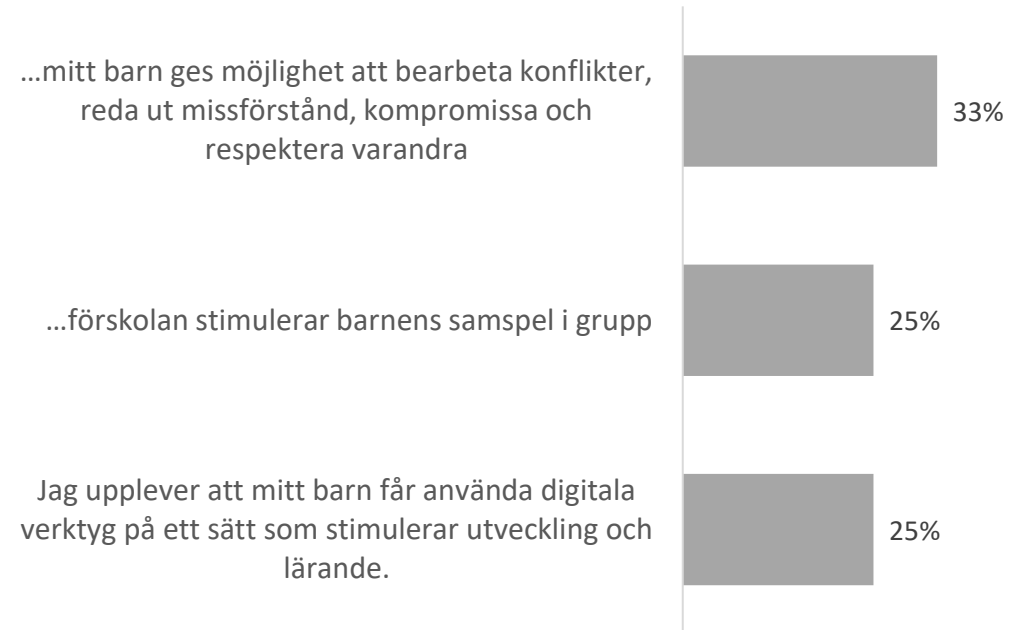 ...mitt barn ges möjlighet att bearbeta konflikter,
reda ut missförstånd, kompromissa och
respektera varandra
33%
...förskolan stimulerar barnens samspel i grupp
25%
Jag upplever att mitt barn får använda digitala
verktyg på ett sätt som stimulerar utveckling och
lärande.
25%